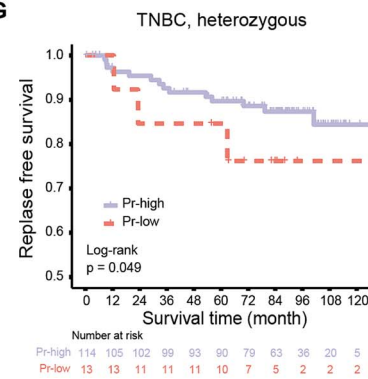 G
TNBC, heterozygous
Replase free survival
1.0
0.9
0.8
0.7
0.6
0.5
Pr-high
Pr-low
Log-rank
p = 0.049
0 12 24 36 48 60 72 84 96 108 120
Survival time (month)
Number at risk
Pr-high 114 105 102 99 93 90 79 63 36 20 5
Pr-low 13 13 11 11 11 10 7 5 2 2 2